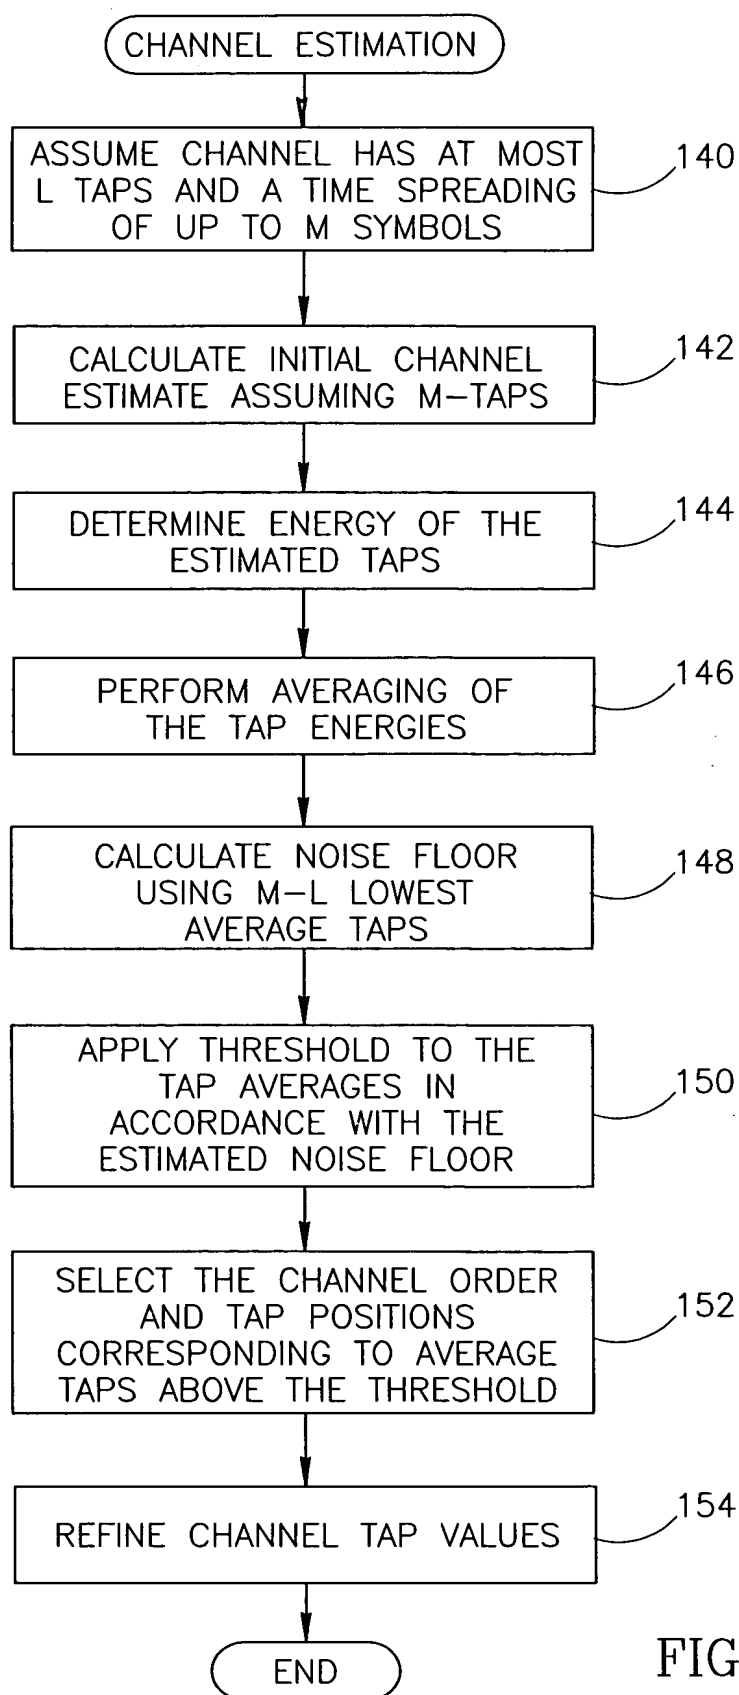 CHANNEL ESTIMATION
ASSUME CHANNEL HAS AT MOST
L TAPS AND A TIME SPREADING
OF UP TO M SYMBOLS
140
CALCULATE INITIAL CHANNEL
ESTIMATE ASSUMING M-TAPS
142
DETERMINE ENERGY OF THE
ESTIMATED TAPS
144
PERFORM AVERAGING OF
THE TAP ENERGIES
146
CALCULATE NOISE FLOOR
USING M-L LOWEST
AVERAGE TAPS
148
APPLY THRESHOLD TO THE
TAP AVERAGES IN
ACCORDANCE WITH THE
ESTIMATED NOISE FLOOR
150
SELECT THE CHANNEL ORDER
AND TAP POSITIONS
CORRESPONDING TO AVERAGE
TAPS ABOVE THE THRESHOLD
152
REFINE CHANNEL TAP VALUES
154
END
FIG